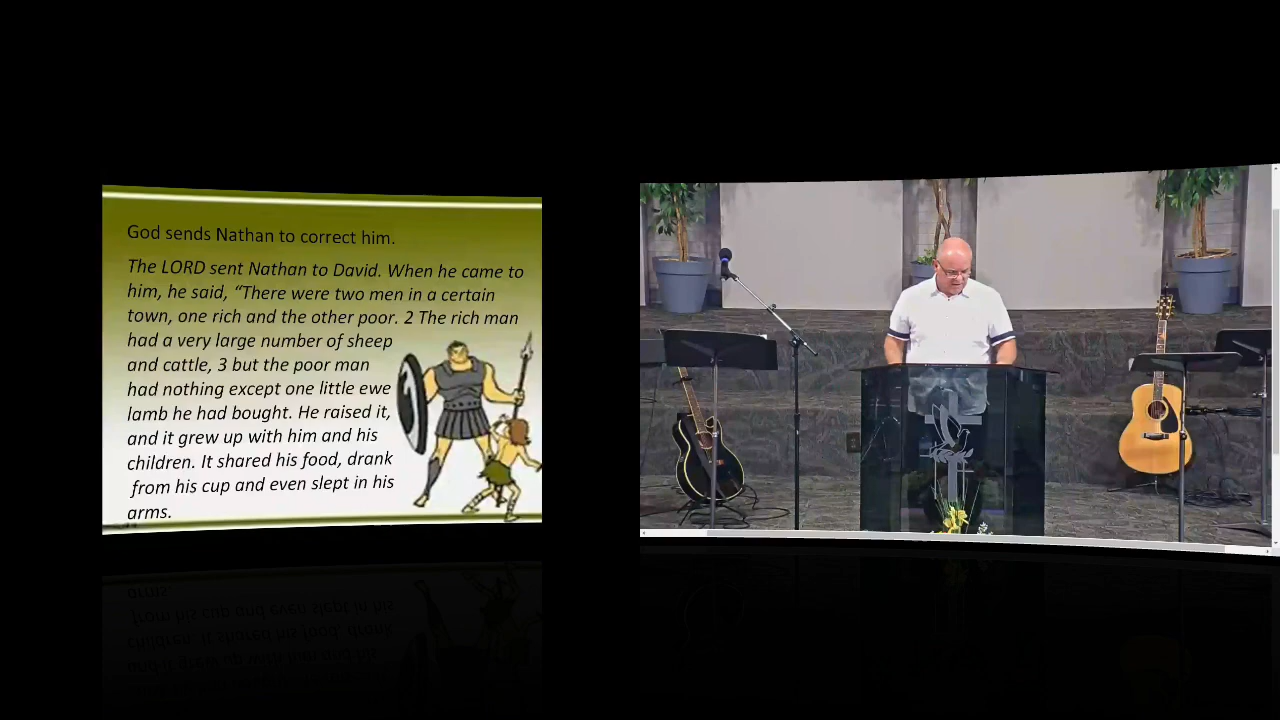 God sends Nathan to correct him.
The LORD sent Nathan to David. When he came to
him, he said, “There were two men in a certain
town, one rich and the other poor. 2 The rich man
had a very large number of sheep
and cattle, 3 but the poor man
had nothing except one little ewe
lamb he had bought. He raised it,
and it grew up with him and his
children. It shared his food, drank
from his cup and even slept in his
arms.